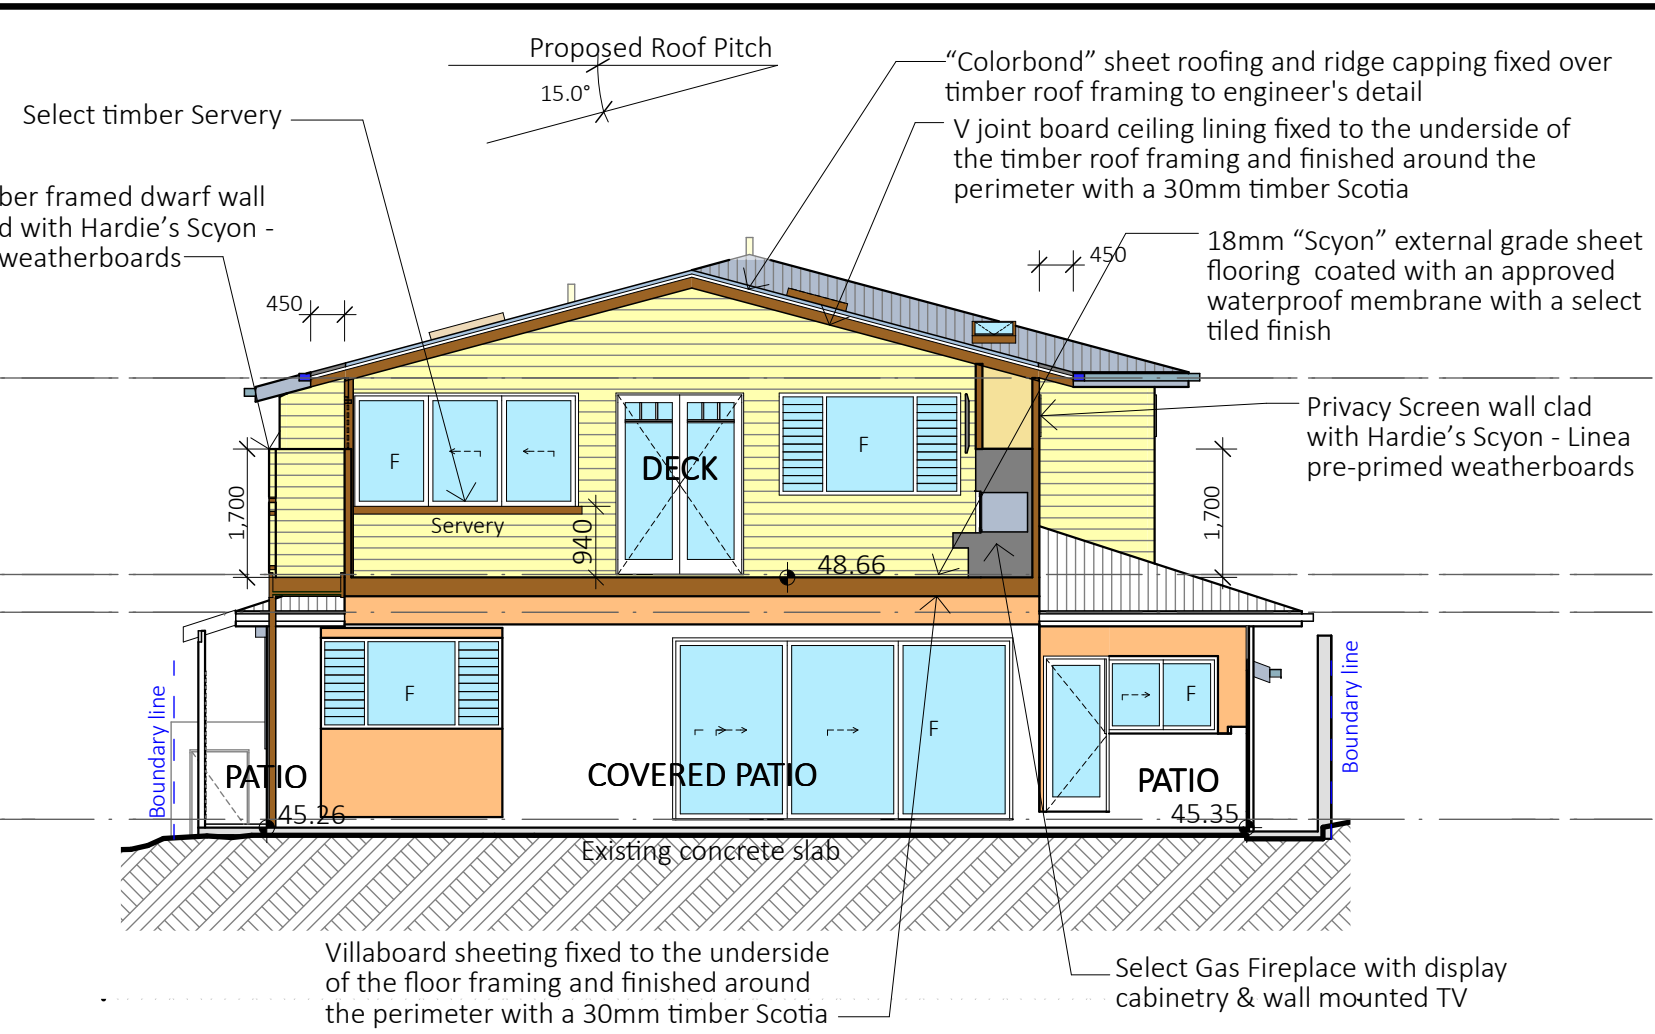 Proposed Roof Pitch
15.0°
Select timber Servery
ber framed dwarf wall
d with Hardie’s Scyon -
weatherboards
“Colorbond” sheet roofing and ridge capping fixed over
timber roof framing to engineer's detail
V joint board ceiling lining fixed to the underside of
the timber roof framing and finished around the
perimeter with a 30mm timber Scotia
18mm “Scyon” external grade sheet
flooring coated with an approved
waterproof membrane with a select
tiled finish
450
450
Privacy Screen wall clad
with Hardie’s Scyon - Linea
pre-primed weatherboards
F
DECK
F
1,700
Servery
940
48.66
1,700
F
F
F
Boundary line
PATIO
COVERED PATIO
PATIO
Boundary line
45.26
45.35
Existing concrete slab
Villaboard sheeting fixed to the underside
of the floor framing and finished around
the perimeter with a 30mm timber Scotia
Select Gas Fireplace with display
cabinetry & wall mounted TV